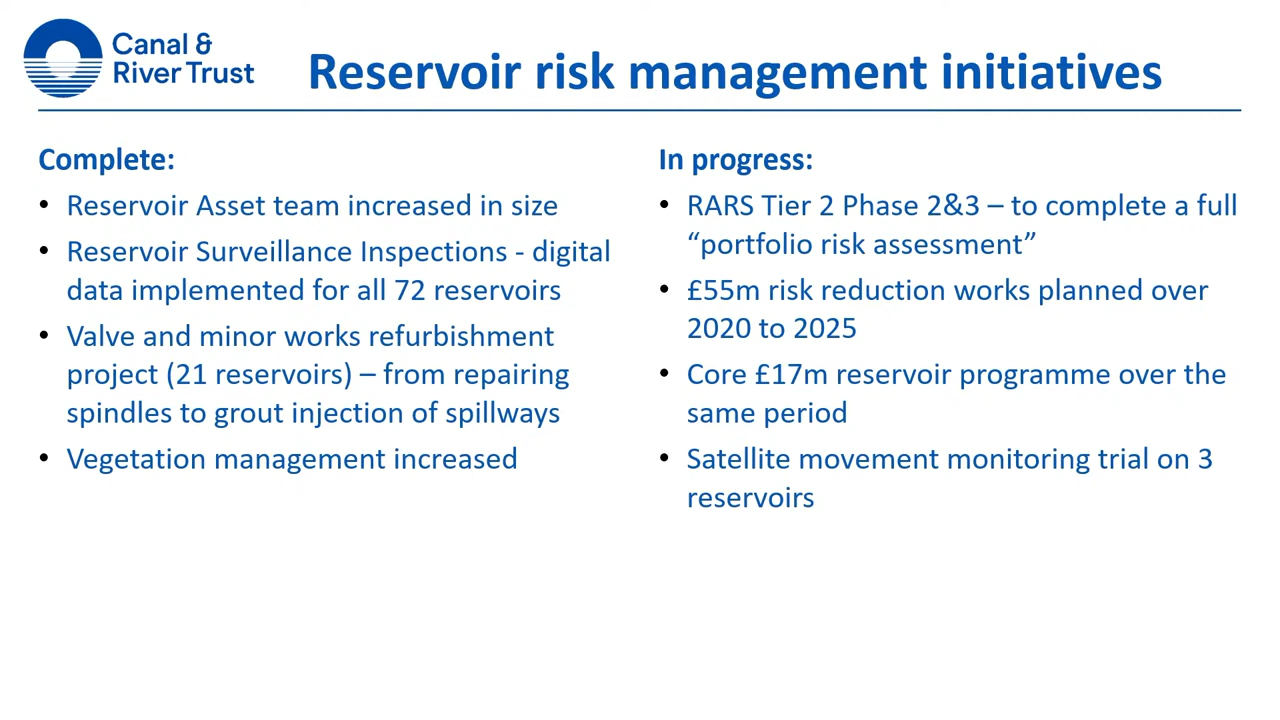 Canal &
River Trust
Reservoir risk management initiatives
Complete:
• Reservoir Asset team increased in size
• Reservoir Surveillance Inspections - digital
data implemented for all 72 reservoirs
• Valve and minor works refurbishment
project (21 reservoirs) – from repairing
spindles to grout injection of spillways
• Vegetation management increased
In progress:
• RARS Tier 2 Phase 2&3 – to complete a full
“portfolio risk assessment”
• £55m risk reduction works planned over
2020 to 2025
• Core £17m reservoir programme over the
same period
• Satellite movement monitoring trial on 3
reservoirs